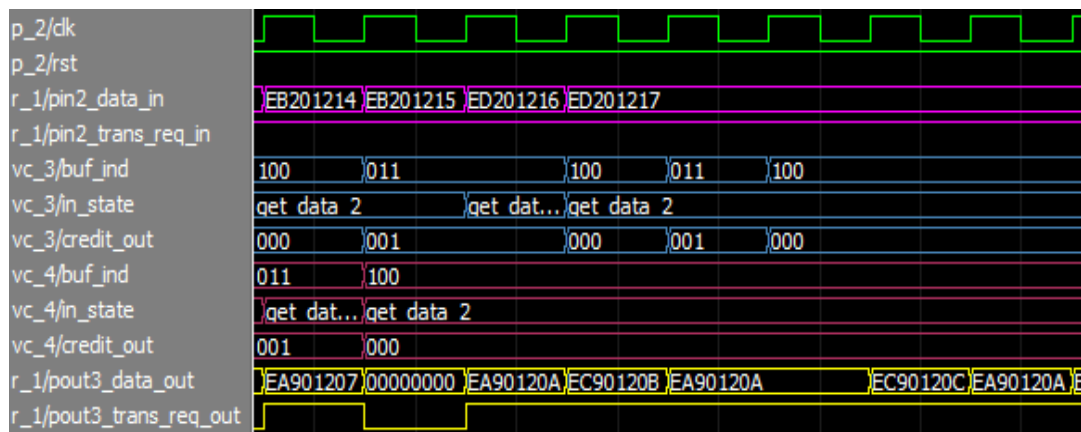 p_2/clk
p_2/rst
r_1/pin2_data_in EB201214 EB201215 ED201216 ED201217
r_1/pin2_trans_req_in
vc_3/buf_ind 100 011 100 011 100
vc_3/in_state get data 2 get dat... get data 2
vc_3/credit_out 000 001 000 001 000
vc_4/buf_ind 011 100
vc_4/in_state get dat... get data 2
vc_4/credit_out 001 000
r_1/pout3_data_out EA901207 00000000 EA90120A EC90120B EA90120A EC90120C EA90120A E
r_1/pout3_trans_req_out